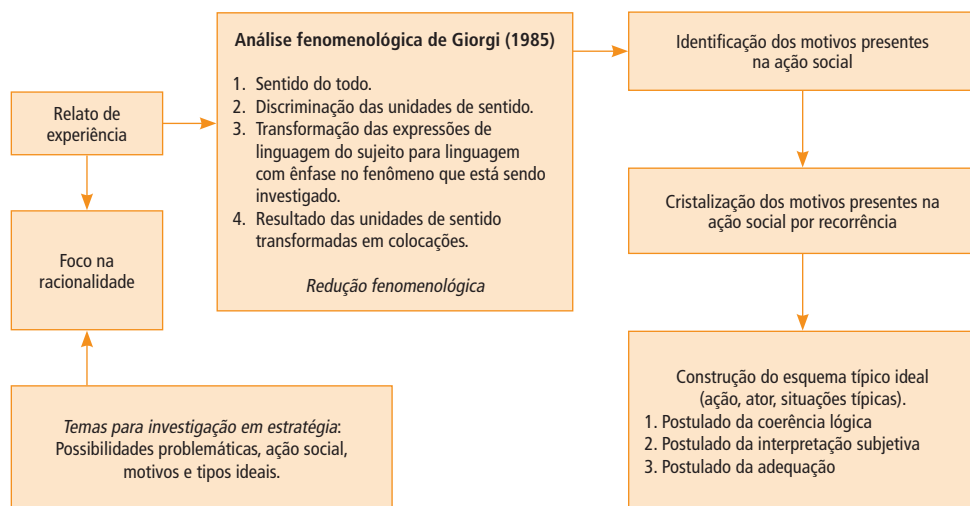 Relato de
experiência
Foco na
racionalidade
Temas para investigação em estratégia:
Possibilidades problemáticas, ação social,
motivos e tipos ideais.
Análise fenomenológica de Giorgi (1985)
1. Sentido do todo.
2. Discriminação das unidades de sentido.
3. Transformação das expressões de
linguagem do sujeito para linguagem
com ênfase no fenômeno que está sendo
investigado.
4. Resultado das unidades de sentido
transformadas em colocações.
Redução fenomenológica
Identificação dos motivos presentes
na ação social
Cristalização dos motivos presentes na
ação social por recorrência
Construção do esquema típico ideal
(ação, ator, situações típicas).
1. Postulado da coerência lógica
2. Postulado da interpretação subjetiva
3. Postulado da adequação